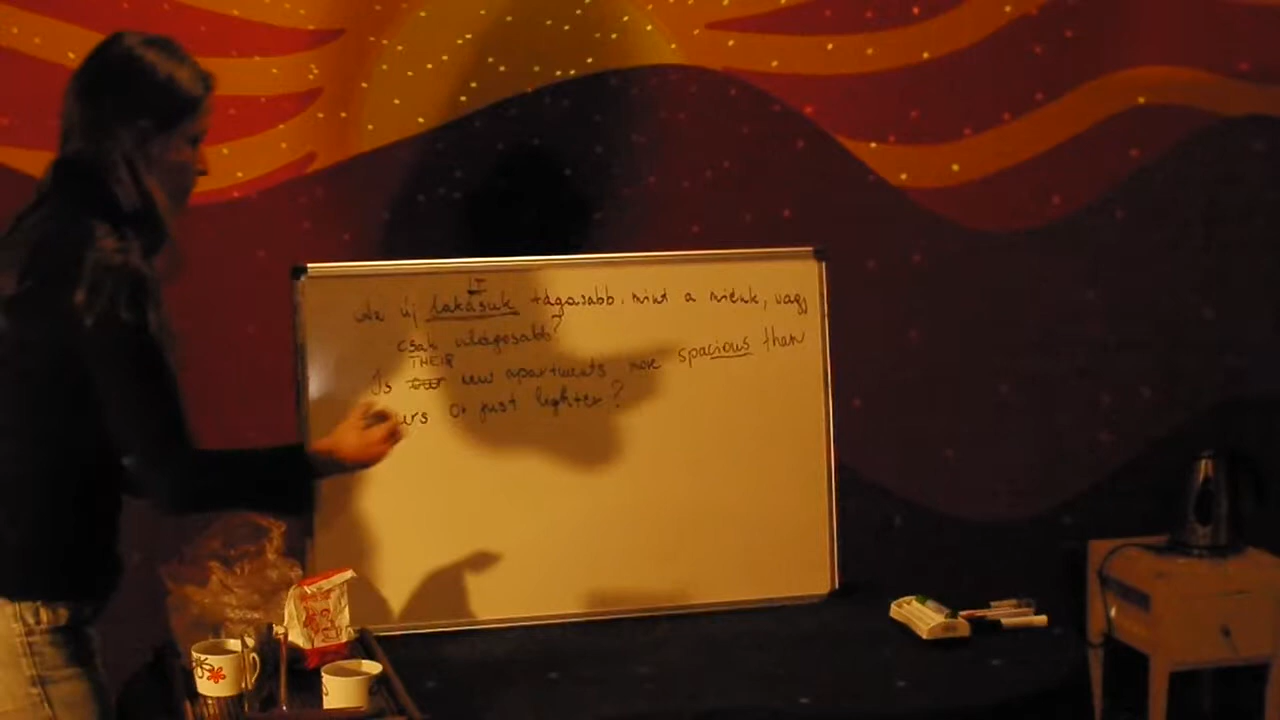 IT
Az új lakásuk tágasabb, mint a miénk, vagy
csak világosabb?
THEIR
Is new apartments more spacious than
ours or just lighter?